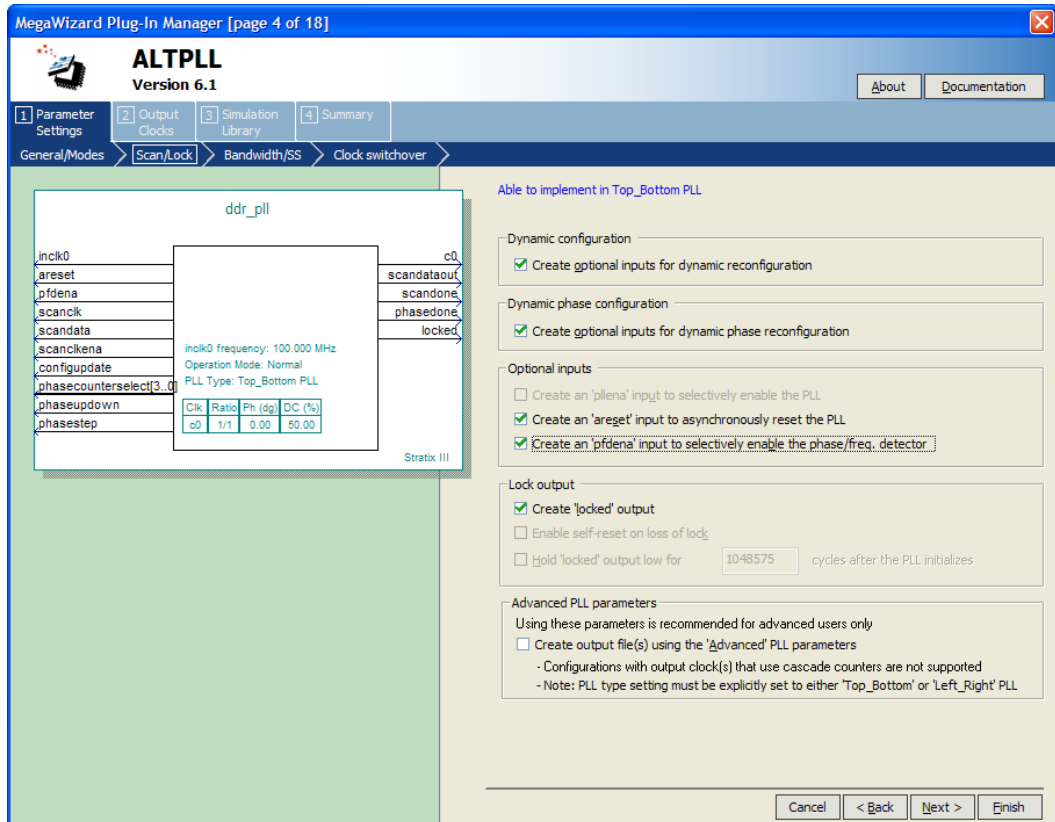 MegaWizard Plug-In Manager [page 4 of 18]
ALTPLL
Version 6.1
About
Documentation
1 Parameter Settings
2 Output Clocks
3 Simulation Library
4 Summary
General/Modes
Scan/Lock
Bandwidth/SS
Clock switchover
ddr_pll
inclk0
areset
pfdena
scanclk
scandata
scanclkena
configupdate
phasecounterselect[3..0]
phaseupdown
phasestep
c0
scandataout
scandone
phasedone
locked
inclk0 frequency: 100.000 MHz
Operation Mode: Normal
PLL Type: Top_Bottom PLL
Clk Ratio Ph (dg) DC (%)
c0 1/1 0.00 50.00
Stratix III
Able to implement in Top_Bottom PLL
Dynamic configuration
Create optional inputs for dynamic reconfiguration
Dynamic phase configuration
Create optional inputs for dynamic phase reconfiguration
Optional inputs
Create an 'pllena' input to selectively enable the PLL
Create an 'areset' input to asynchronously reset the PLL
Create an 'pfdena' input to selectively enable the phase/freq. detector
Lock output
Create 'locked' output
Enable self-reset on loss of lock
Hold 'locked' output low for 1048575 cycles after the PLL initializes
Advanced PLL parameters
Using these parameters is recommended for advanced users only
Create output file(s) using the 'Advanced' PLL parameters
- Configurations with output clock(s) that use cascade counters are not supported
- Note: PLL type setting must be explicitly set to either 'Top_Bottom' or 'Left_Right' PLL
Cancel
< Back
Next >
Finish